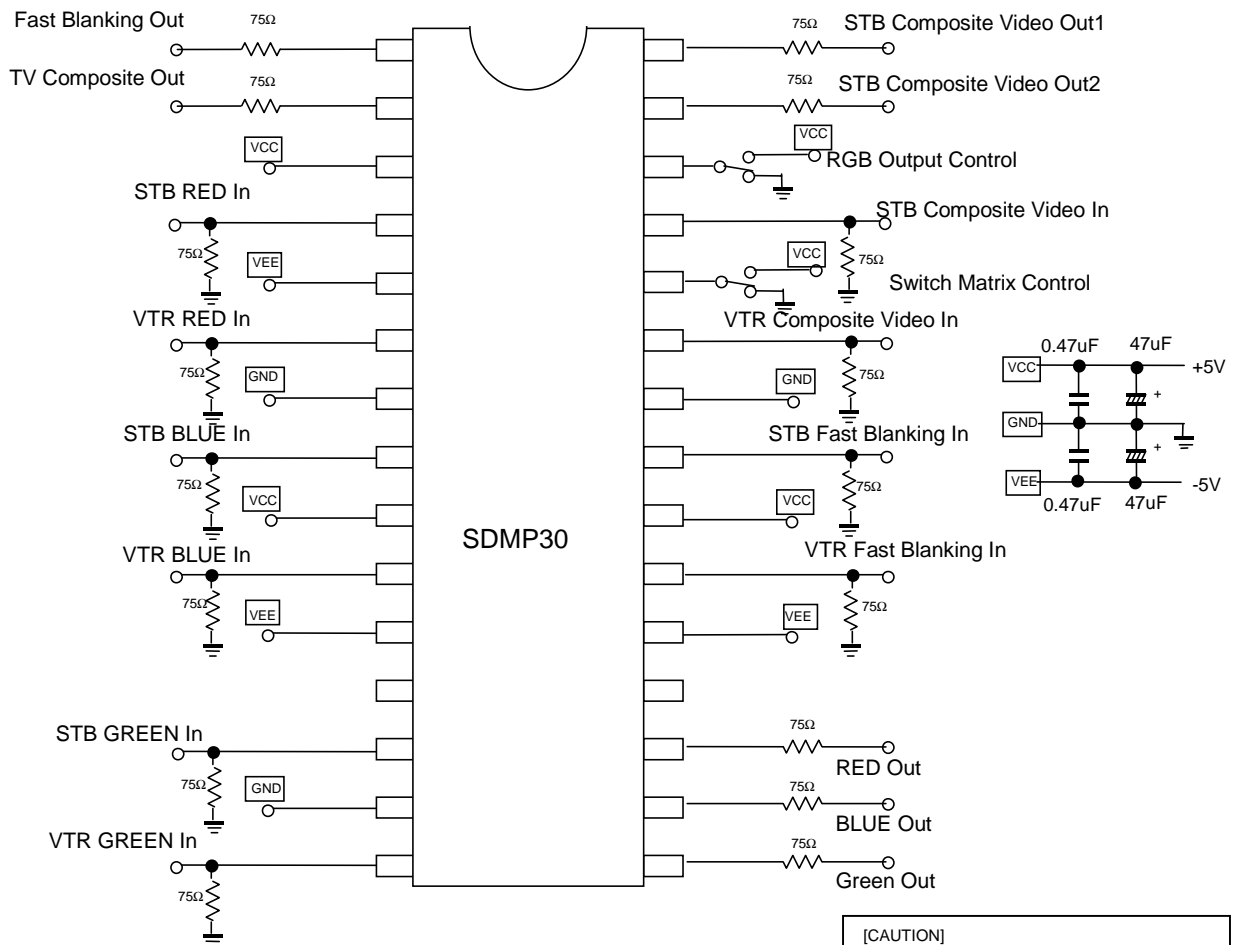 Fast Blanking Out
75Ω
75Ω
STB Composite Video Out1
TV Composite Out
75Ω
75Ω
STB Composite Video Out2
VCC
VCC
RGB Output Control
STB RED In
STB Composite Video In
75Ω
VEE
VCC
75Ω
Switch Matrix Control
VTR RED In
VTR Composite Video In
0.47uF
47uF
75Ω
GND
GND
75Ω
VCC
+5V
+
STB BLUE In
STB Fast Blanking In
GND
+
75Ω
VCC
VCC
75Ω
VEE
-5V
0.47uF
47uF
SDMP30
VTR BLUE In
VTR Fast Blanking In
75Ω
VEE
VEE
75Ω
STB GREEN In
75Ω
RED Out
75Ω
GND
75Ω
BLUE Out
VTR GREEN In
75Ω
Green Out
75Ω
[CAUTION]